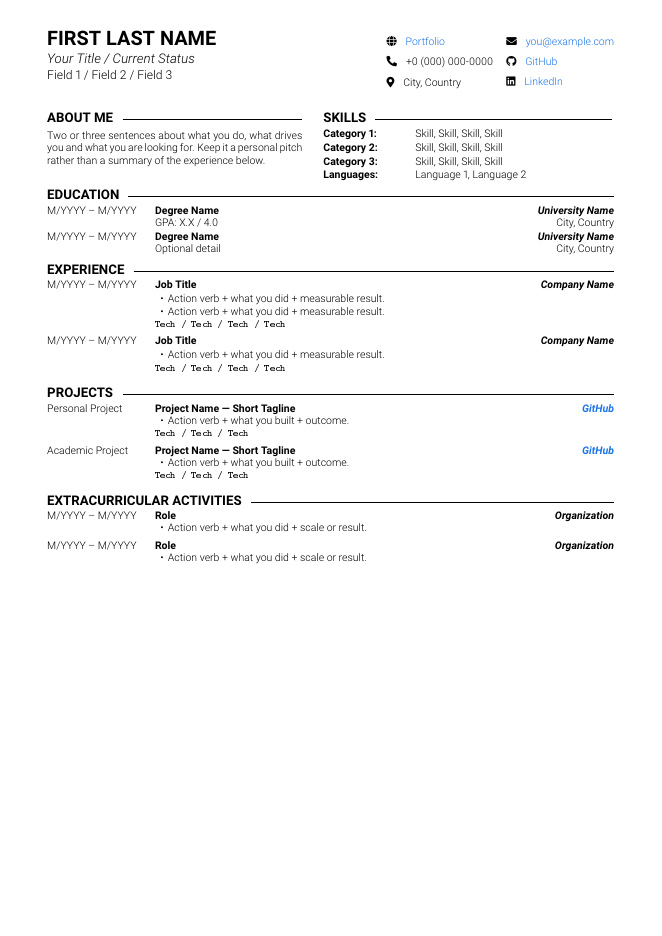 FIRST LAST NAME
Your Title / Current Status
Field 1 / Field 2 / Field 3
Portfolio
you@example.com
+0 (000) 000-0000
GitHub
City, Country
LinkedIn
ABOUT ME
Two or three sentences about what you do, what drives
you and what you are looking for. Keep it a personal pitch
rather than a summary of the experience below.
SKILLS
Category 1: Skill, Skill, Skill, Skill
Category 2: Skill, Skill, Skill, Skill
Category 3: Skill, Skill, Skill, Skill
Languages: Language 1, Language 2
EDUCATION
M/YYYY – M/YYYY Degree Name University Name
GPA: X.X / 4.0 City, Country
M/YYYY – M/YYYY Degree Name University Name
Optional detail City, Country
EXPERIENCE
M/YYYY – M/YYYY Job Title Company Name
• Action verb + what you did + measurable result.
• Action verb + what you did + measurable result.
Tech / Tech / Tech / Tech
M/YYYY – M/YYYY Job Title Company Name
• Action verb + what you did + measurable result.
Tech / Tech / Tech / Tech
PROJECTS
Personal Project Project Name — Short Tagline GitHub
• Action verb + what you built + outcome.
Tech / Tech / Tech
Academic Project Project Name — Short Tagline GitHub
• Action verb + what you built + outcome.
Tech / Tech / Tech
EXTRACURRICULAR ACTIVITIES
M/YYYY – M/YYYY Role Organization
• Action verb + what you did + scale or result.
M/YYYY – M/YYYY Role Organization
• Action verb + what you did + scale or result.